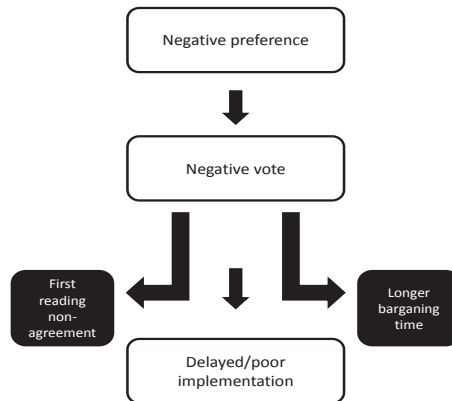 Negative preference
Negative vote
First
reading
non-
agreement
Longer
barganing
time
Delayed/poor
implementation